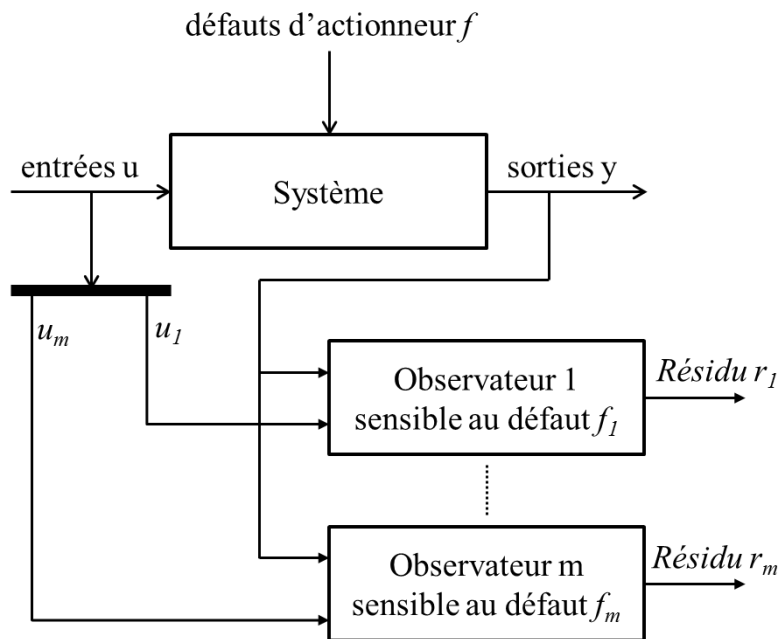 défauts d’actionneur f
entrées u
Système
sorties y
u_m
u_1
Observateur 1
sensible au défaut f_1
Résidu r_1
Observateur m
sensible au défaut f_m
Résidu r_m